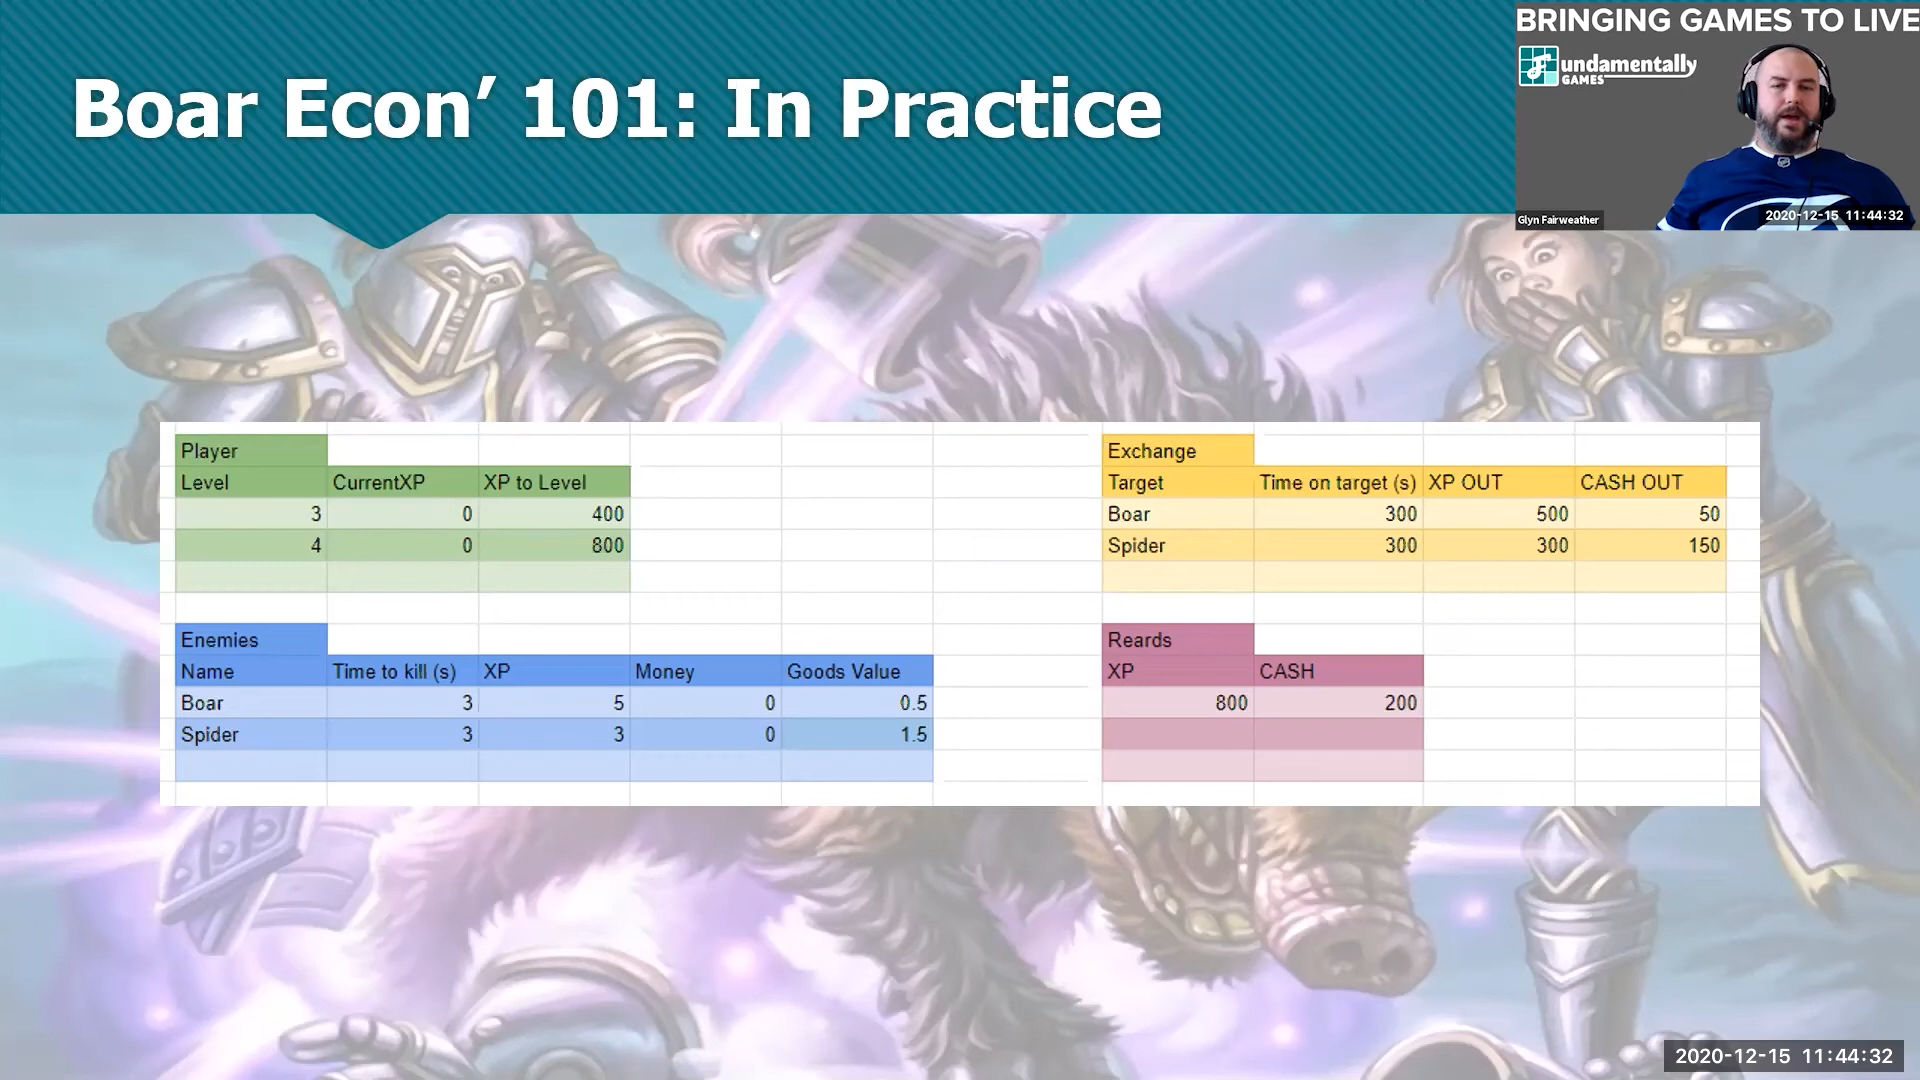 Boar Econ’ 101: In Practice
BRINGING GAMES TO LIVE
Fundamentally
GAMES
Glyn Fairweather
2020-12-15 11:44:32
Player
Level CurrentXP XP to Level
3 0 400
4 0 800
Exchange
Target Time on target (s) XP OUT CASH OUT
Boar 300 500 50
Spider 300 300 150
Enemies
Name Time to kill (s) XP Money Goods Value
Boar 3 5 0 0.5
Spider 3 3 0 1.5
Reards
XP CASH
800 200
2020-12-15 11:44:32